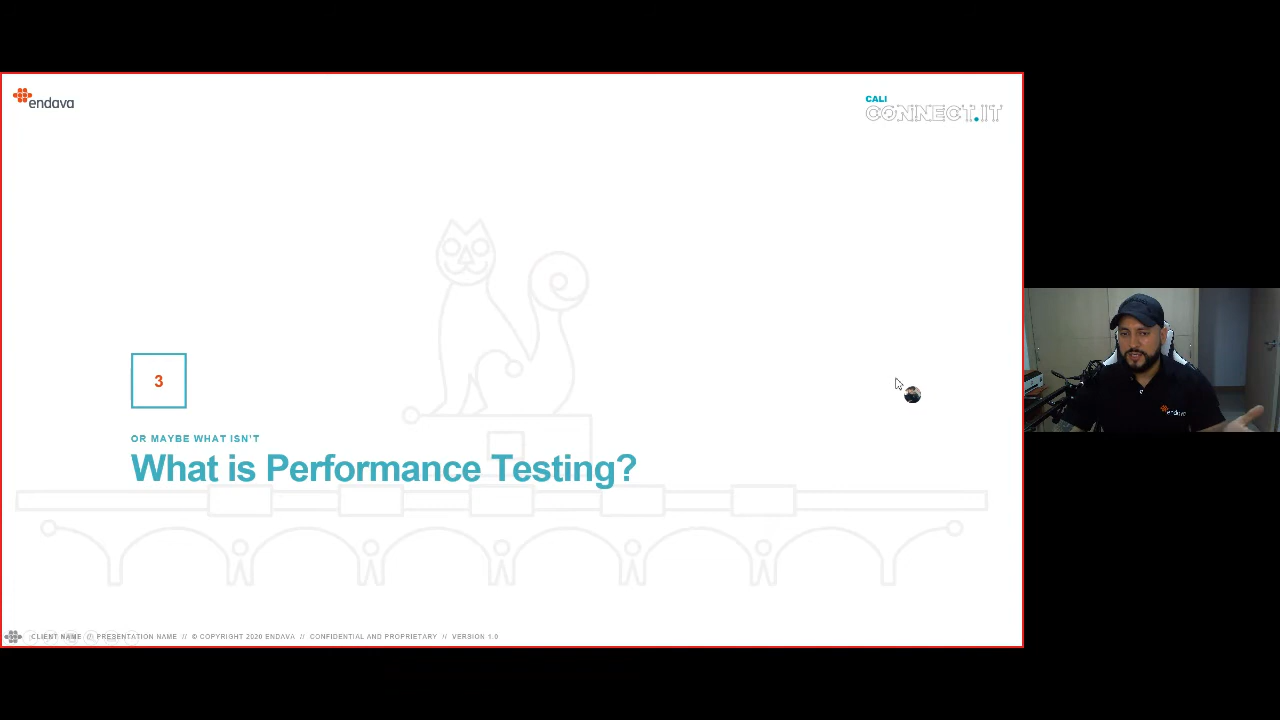 endava
CALI
CONNECT.IT
3
OR MAYBE WHAT ISN'T
What is Performance Testing?
CLIENT NAME // PRESENTATION NAME // © COPYRIGHT 2020 ENDAVA // CONFIDENTIAL AND PROPRIETARY // VERSION 1.0
endava